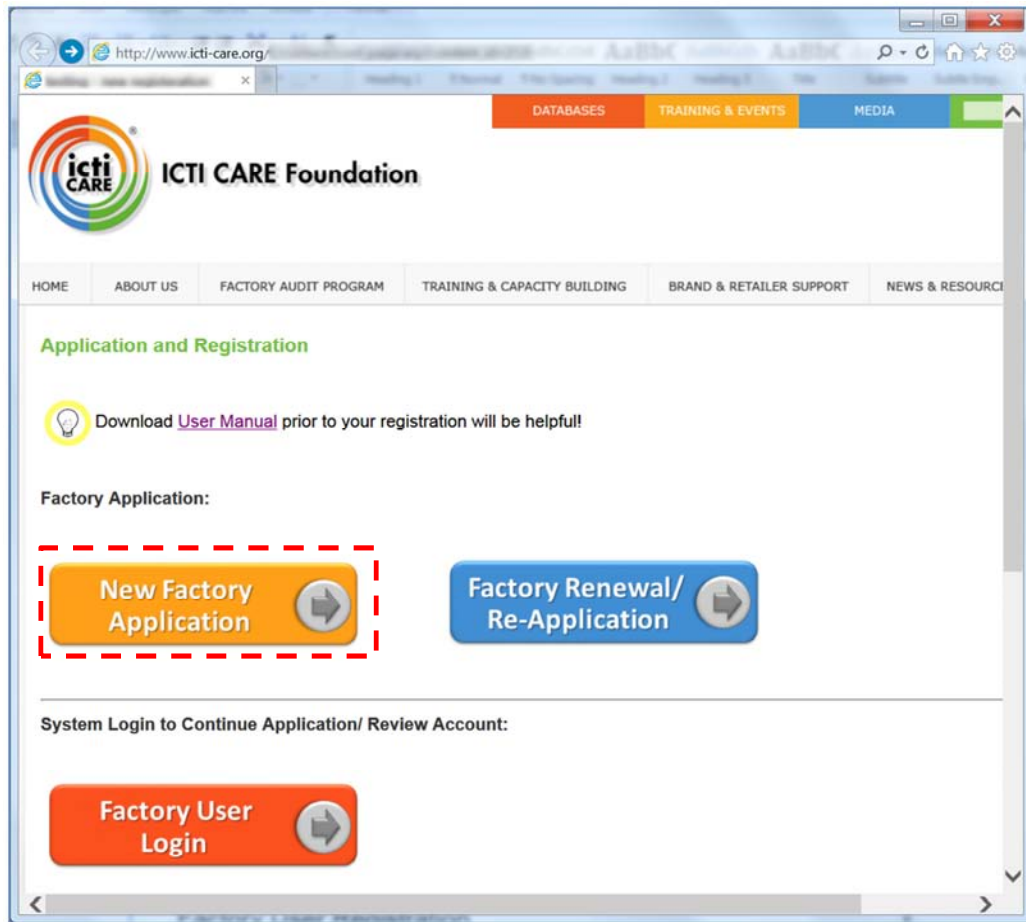 http://www.icti-care.org/
DATABASES TRAINING & EVENTS MEDIA
icti
CARE
®
ICTI CARE Foundation
HOME ABOUT US FACTORY AUDIT PROGRAM TRAINING & CAPACITY BUILDING BRAND & RETAILER SUPPORT NEWS & RESOURC
Application and Registration
Download User Manual prior to your registration will be helpful!
Factory Application:
New Factory
Application
Factory Renewal/
Re-Application
System Login to Continue Application/ Review Account:
Factory User
Login